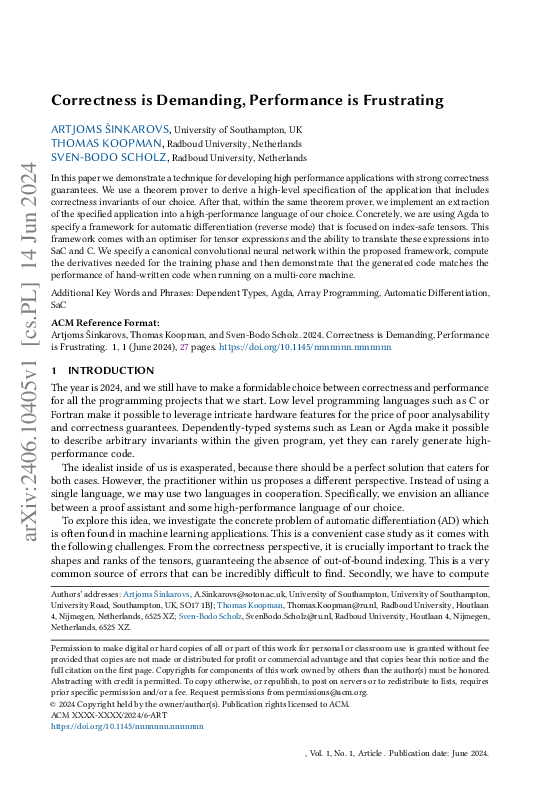 Correctness is Demanding, Performance is Frustrating
ARTJOMS ŠINKAROVS, University of Southampton, UK
THOMAS KOOPMAN, Radboud University, Netherlands
SVEN-BODO SCHOLZ, Radboud University, Netherlands
In this paper we demonstrate a technique for developing high performance applications with strong correctness
guarantees. We use a theorem prover to derive a high-level specification of the application that includes
correctness invariants of our choice. After that, within the same theorem prover, we implement an extraction
of the specified application into a high-performance language of our choice. Concretely, we are using Agda to
specify a framework for automatic differentiation (reverse mode) that is focused on index-safe tensors. This
framework comes with an optimiser for tensor expressions and the ability to translate these expressions into
SaC and C. We specify a canonical convolutional neural network within the proposed framework, compute
the derivatives needed for the training phase and then demonstrate that the generated code matches the
performance of hand-written code when running on a multi-core machine.
Additional Key Words and Phrases: Dependent Types, Agda, Array Programming, Automatic Differentiation,
SaC
ACM Reference Format:
Artjoms Šinkarovs, Thomas Koopman, and Sven-Bodo Scholz. 2024. Correctness is Demanding, Performance
is Frustrating. 1, 1 (June 2024), 27 pages. https://doi.org/10.1145/nnnnnnn.nnnnnnn
1 INTRODUCTION
The year is 2024, and we still have to make a formidable choice between correctness and performance
for all the programming projects that we start. Low level programming languages such as C or
Fortran make it possible to leverage intricate hardware features for the price of poor analysability
and correctness guarantees. Dependently-typed systems such as Lean or Agda make it possible
to describe arbitrary invariants within the given program, yet they can rarely generate high-
performance code.
The idealist inside of us is exasperated, because there should be a perfect solution that caters for
both cases. However, the practitioner within us proposes a different perspective. Instead of using a
single language, we may use two languages in cooperation. Specifically, we envision an alliance
between a proof assistant and some high-performance language of our choice.
To explore this idea, we investigate the concrete problem of automatic differentiation (AD) which
is often found in machine learning applications. This is a convenient case study as it comes with
the following challenges. From the correctness perspective, it is crucially important to track the
shapes and ranks of the tensors, guaranteeing the absence of out-of-bound indexing. This is a very
common source of errors that can be incredibly difficult to find. Secondly, we have to compute
Authors' addresses: Artjoms Šinkarovs, A.Sinkarovs@soton.ac.uk, University of Southampton, University of Southampton,
University Road, Southampton, UK, SO17 1BJ; Thomas Koopman, Thomas.Koopman@ru.nl, Radboud University, Houtlaan
4, Nijmegen, Netherlands, 6525 XZ; Sven-Bodo Scholz, SvenBodo.Scholz@ru.nl, Radboud University, Houtlaan 4, Nijmegen,
Netherlands, 6525 XZ.
Permission to make digital or hard copies of all or part of this work for personal or classroom use is granted without fee
provided that copies are not made or distributed for profit or commercial advantage and that copies bear this notice and the
full citation on the first page. Copyrights for components of this work owned by others than the author(s) must be honored.
Abstracting with credit is permitted. To copy otherwise, or republish, to post on servers or to redistribute to lists, requires
prior specific permission and/or a fee. Request permissions from permissions@acm.org.
© 2024 Copyright held by the owner/author(s). Publication rights licensed to ACM.
ACM XXXX-XXXX/2024/6-ART
https://doi.org/10.1145/nnnnnnn.nnnnnnn
, Vol. 1, No. 1, Article . Publication date: June 2024.
arXiv:2406.10405v1 [cs.PL] 14 Jun 2024